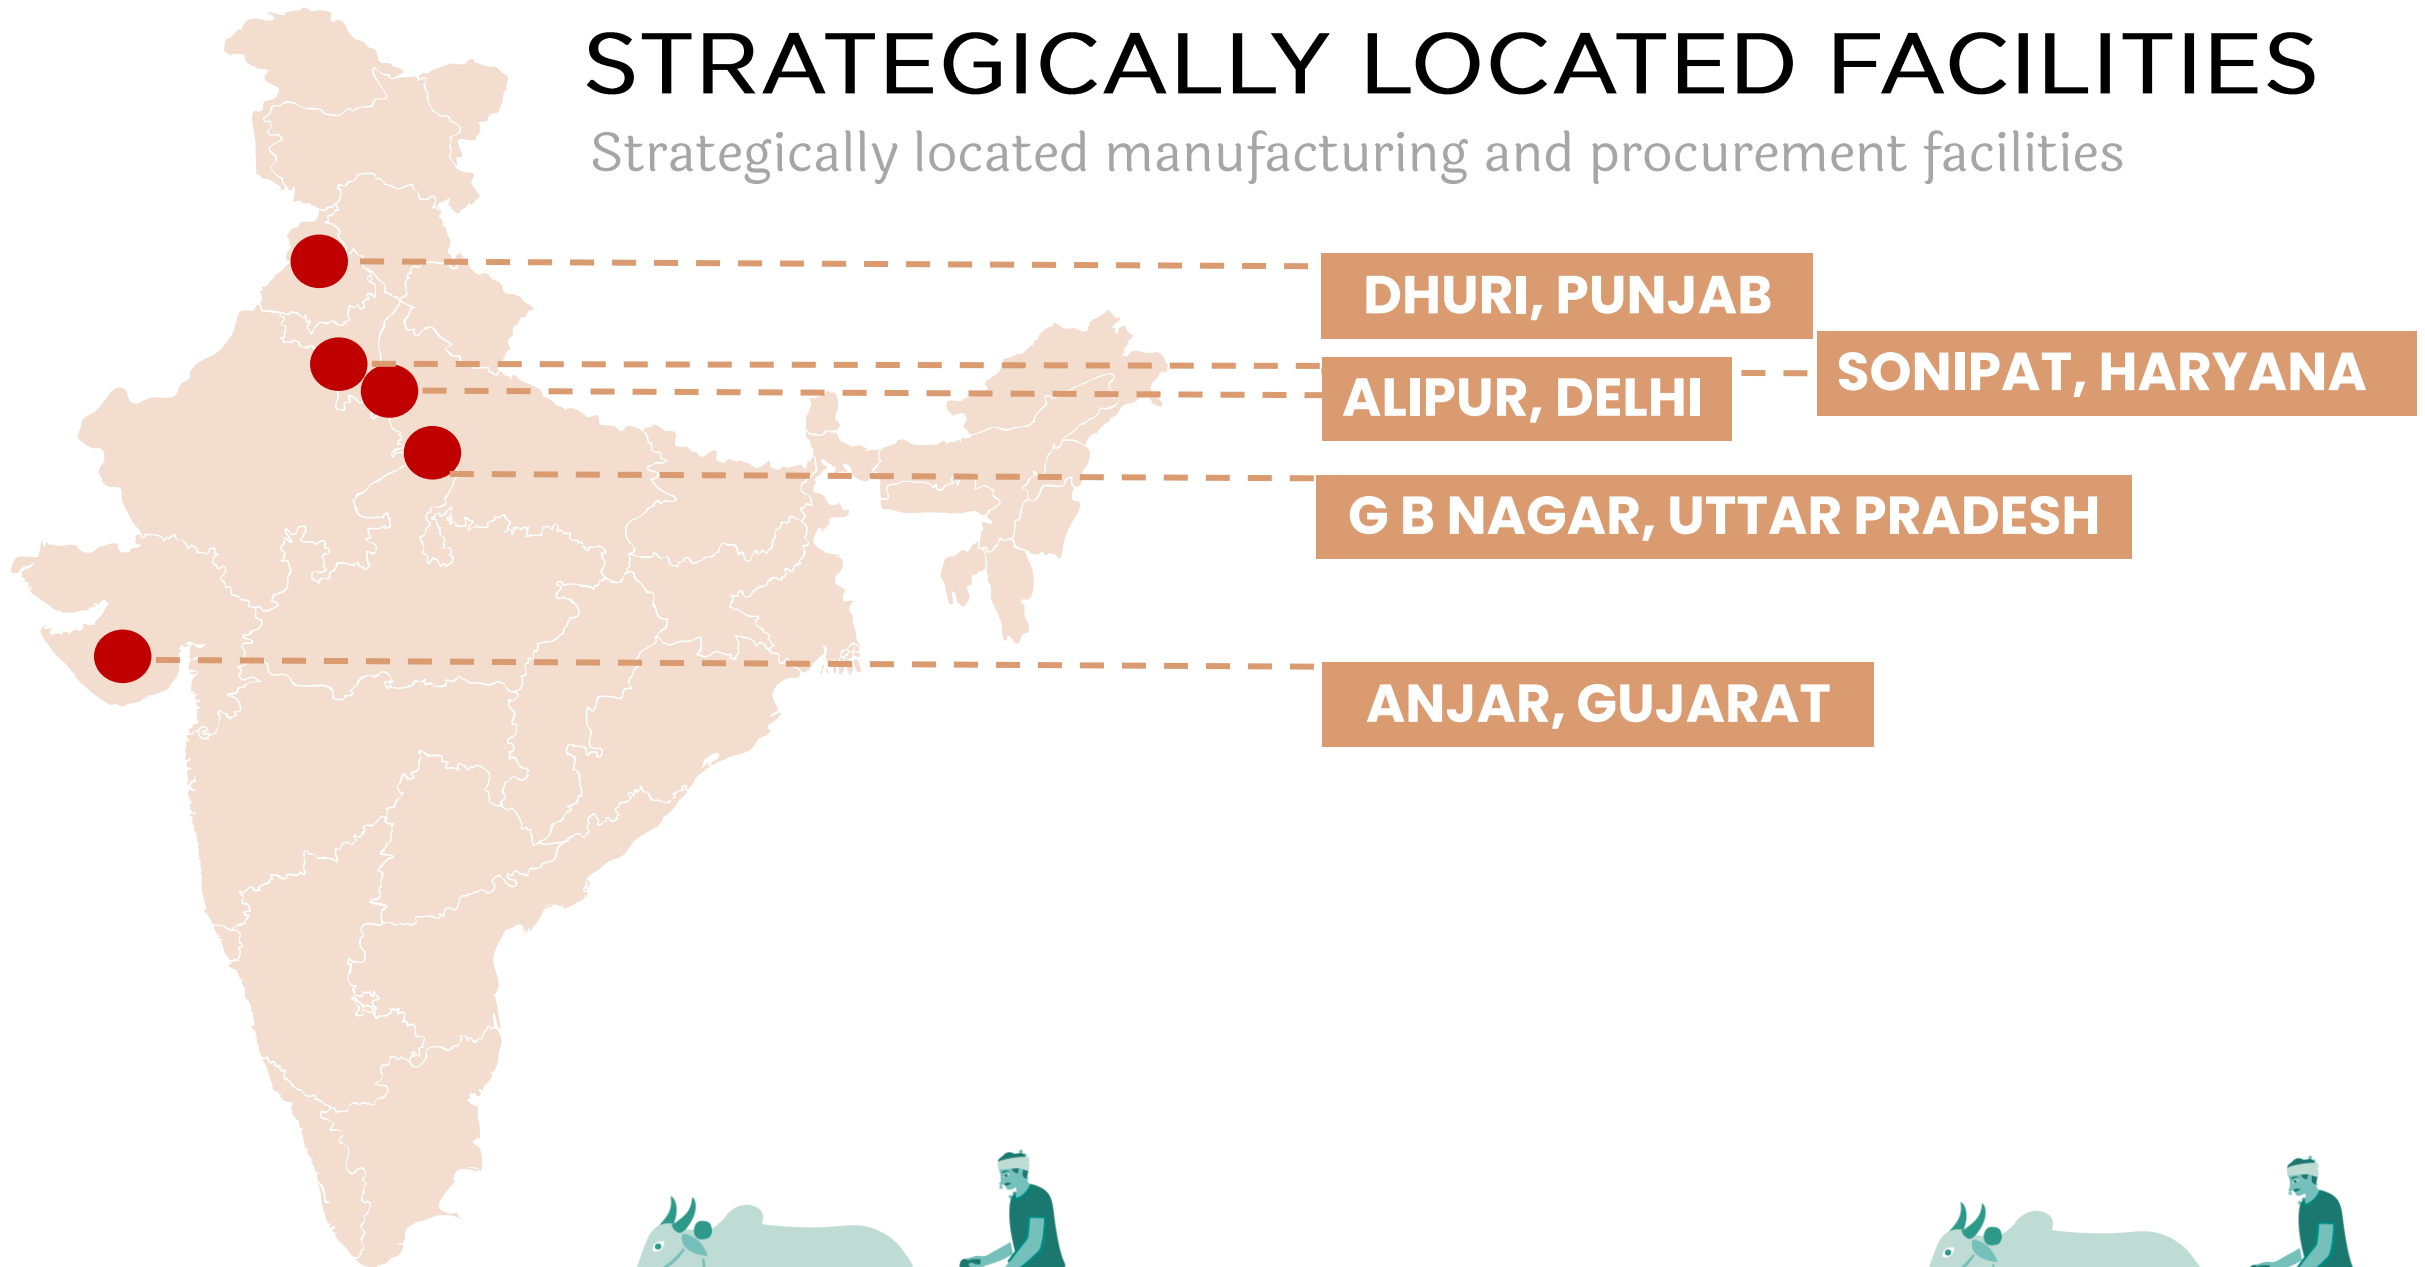 STRATEGICALLY LOCATED FACILITIES
Strategically located manufacturing and procurement facilities
DHURI, PUNJAB
SONIPAT, HARYANA
ALIPUR, DELHI
G B NAGAR, UTTAR PRADESH
ANJAR, GUJARAT